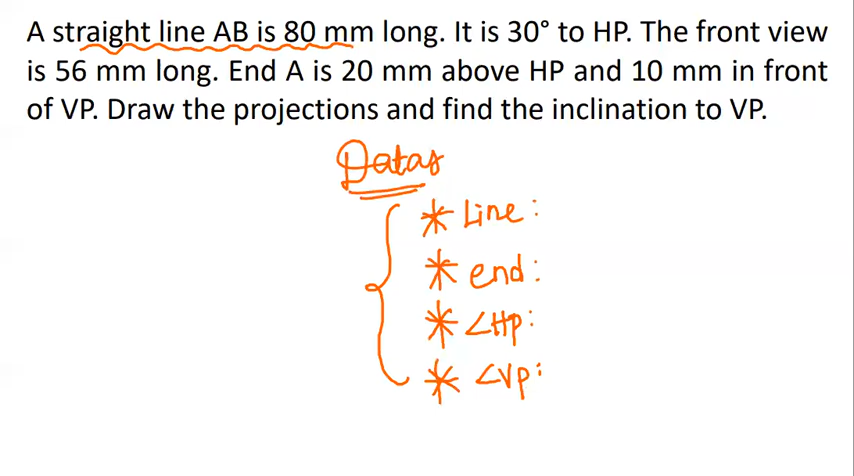 A straight line AB is 80 mm long. It is 30° to HP. The front view
is 56 mm long. End A is 20 mm above HP and 10 mm in front
of VP. Draw the projections and find the inclination to VP.
Datas
* Line:
* end:
* ∠Hp:
* ∠Vp: